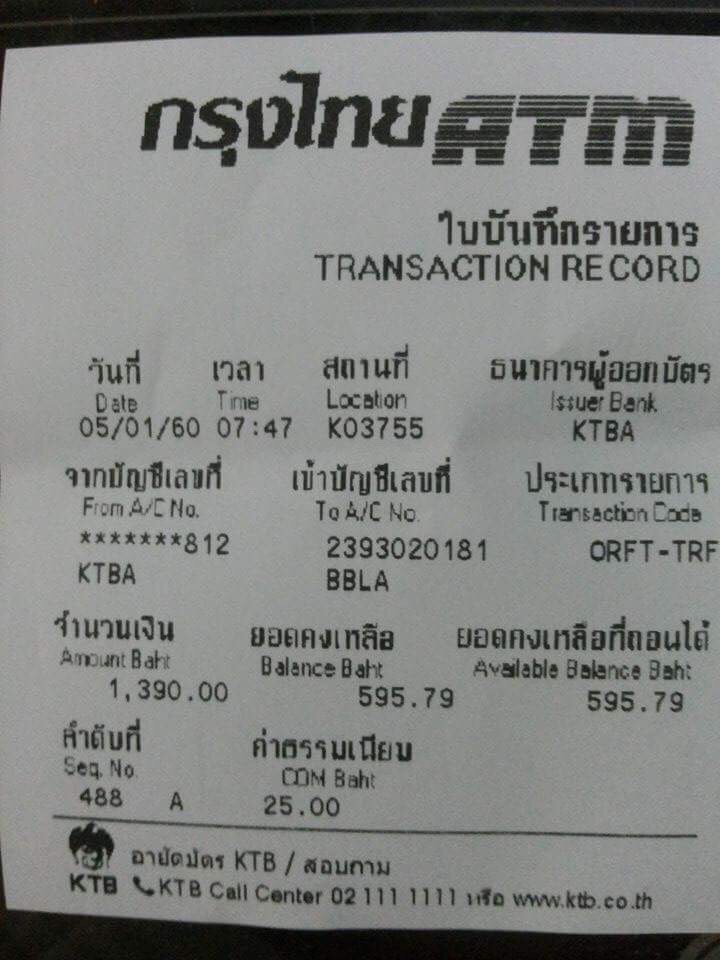 กรุงไทย ATM
ใบบันทึกรายการ
TRANSACTION RECORD
วันที่ เวลา สถานที่ ธนาคารผู้ออกบัตร
Date Time Location Issuer Bank
05/01/60 07:47 K03755 KTBA
จากบัญชีเลขที่ เข้าบัญชีเลขที่ ประเภทรายการ
From A/C No. To A/C No. Transaction Code
*******812 2393020181 ORFT-TRF
KTBA BBLA
จำนวนเงิน ยอดคงเหลือ ยอดคงเหลือที่ถอนได้
Amount Baht Balance Baht Available Balance Baht
1,390.00 595.79 595.79
ลำดับที่ ค่าธรรมเนียม
Seq. No. COM Baht
488 A 25.00
อายัดบัตร KTB / สอบถาม
KTB KTB Call Center 02 111 1111 หรือ www.ktb.co.th